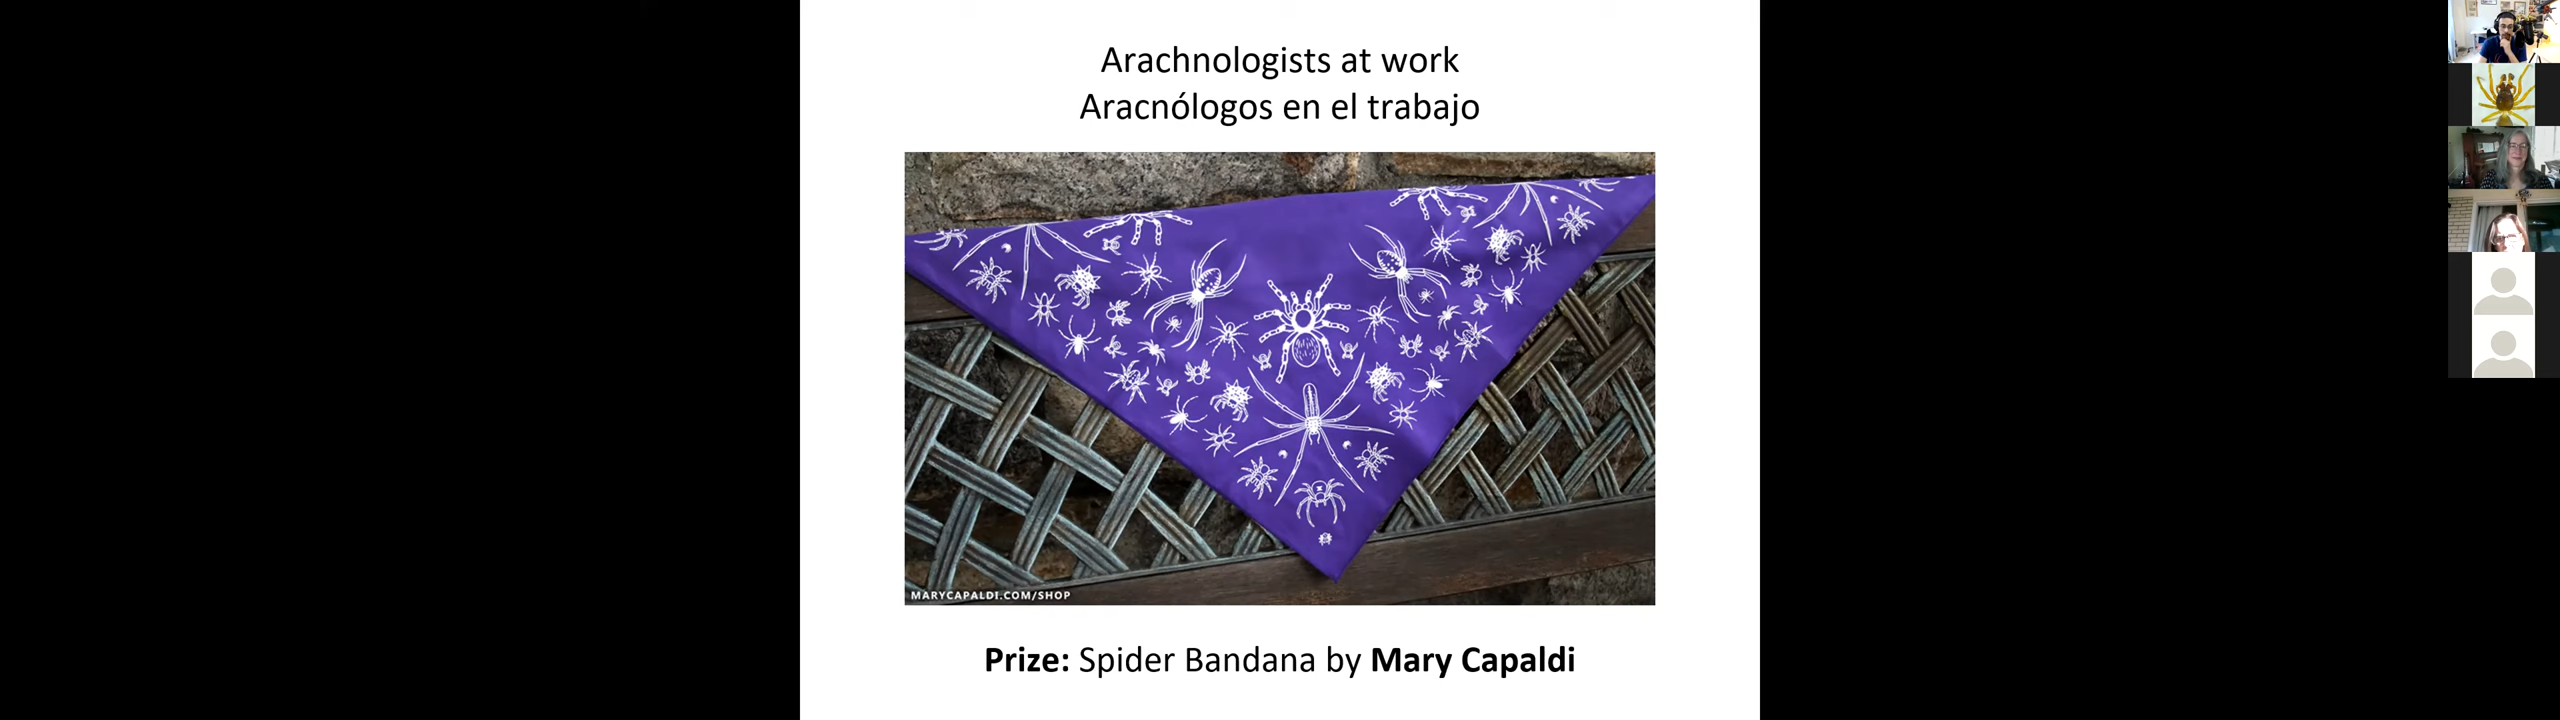 Arachnologists at work
Aracnólogos en el trabajo
MARYCAPALDI.COM/SHOP
Prize: Spider Bandana by Mary Capaldi